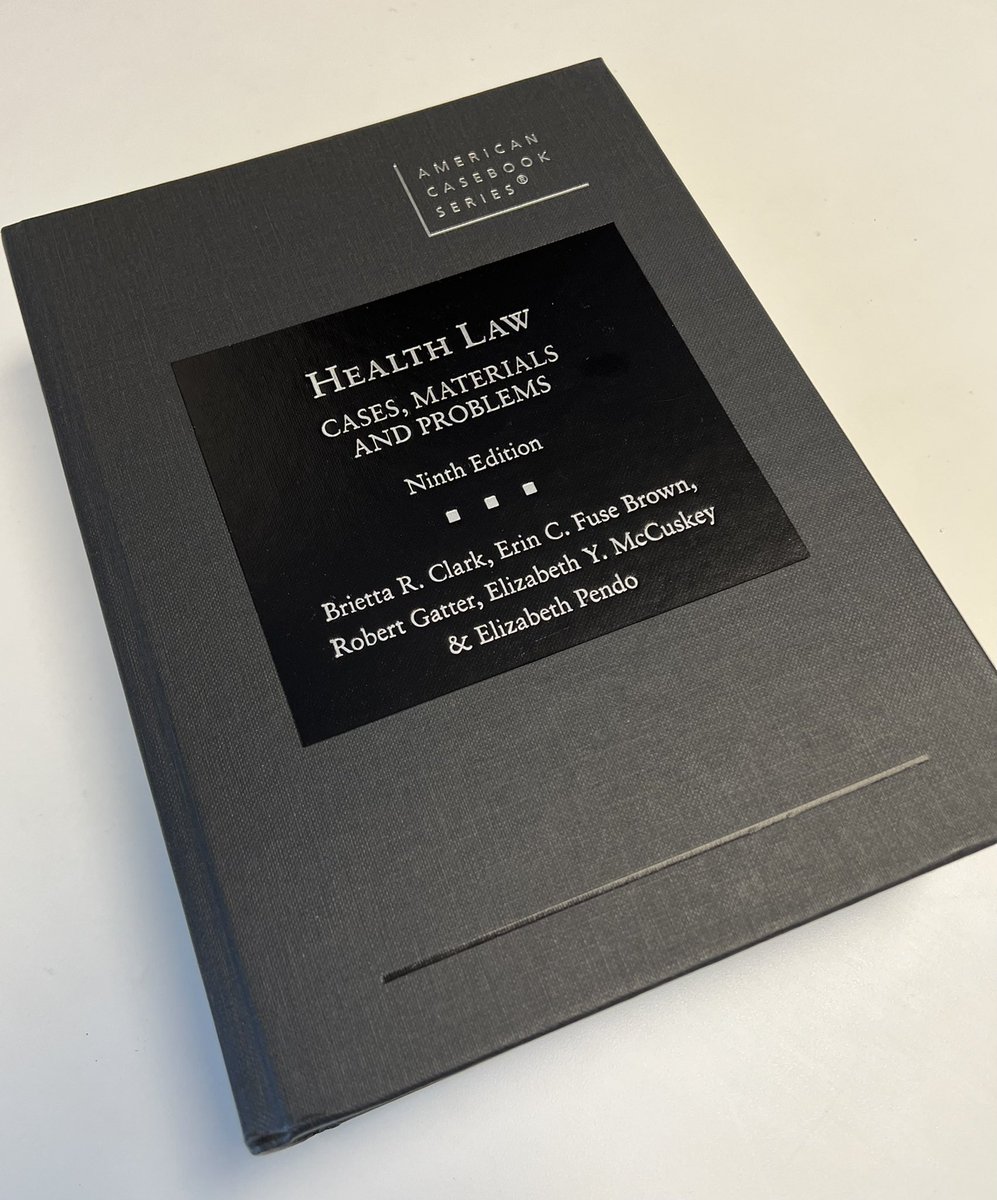 AMERICAN
CASEBOOK
SERIES®
HEALTH LAW
CASES, MATERIALS
AND PROBLEMS
Ninth Edition
Brietta R. Clark, Erin C. Fuse Brown,
Robert Gatter, Elizabeth Y. McCuskey
& Elizabeth Pendo